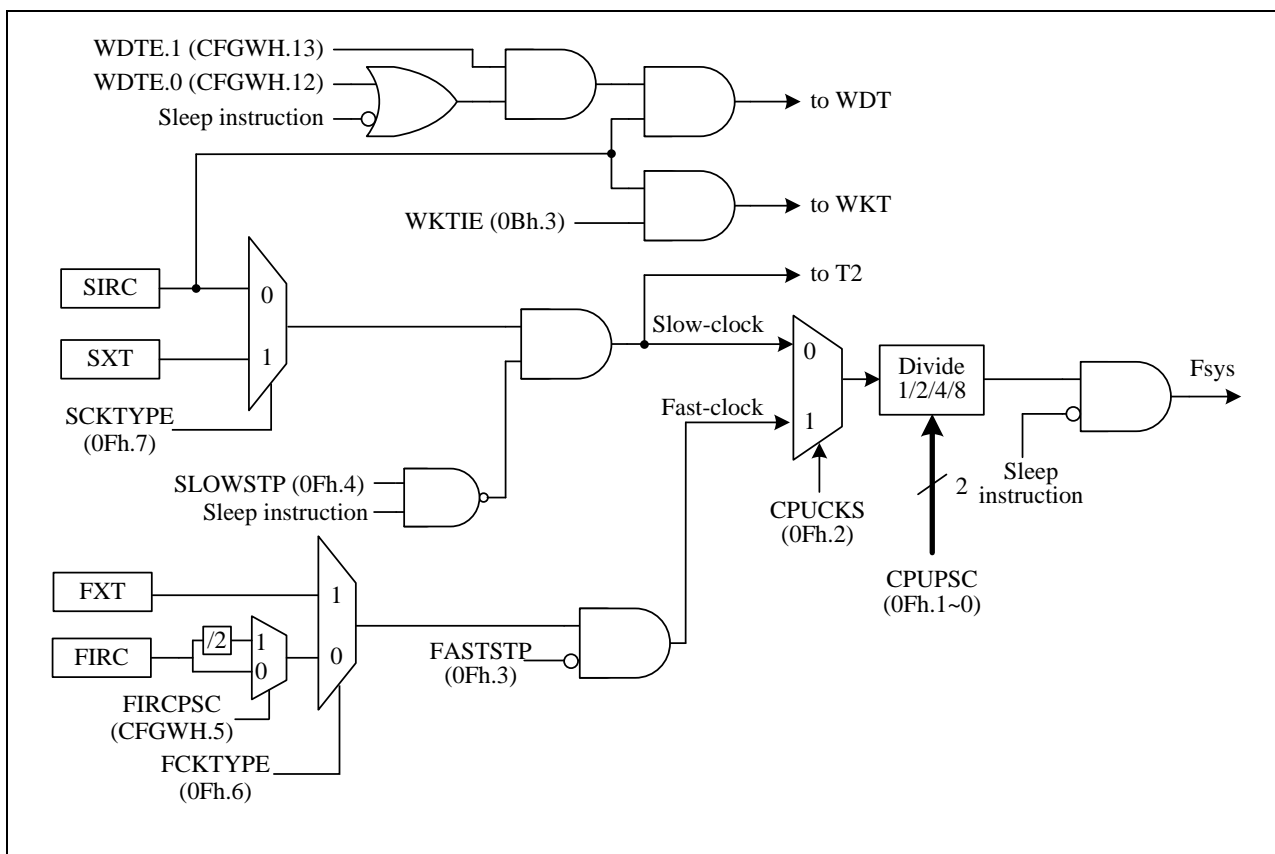 WDTE.1 (CFGWH.13)
WDTE.0 (CFGWH.12)
Sleep instruction
to WDT
WKTIE (0Bh.3)
to WKT
SIRC
0
SXT
1
SCKTYPE
(0Fh.7)
to T2
Slow-clock
0
Fast-clock
1
CPUCKS
(0Fh.2)
Divide
1/2/4/8
2
CPUPSC
(0Fh.1~0)
Fsys
Sleep
instruction
SLOWSTP (0Fh.4)
Sleep instruction
FXT
1
FIRC
/2
1
0
0
FIRCPSC
(CFGWH.5)
FCKTYPE
(0Fh.6)
FASTSTP
(0Fh.3)